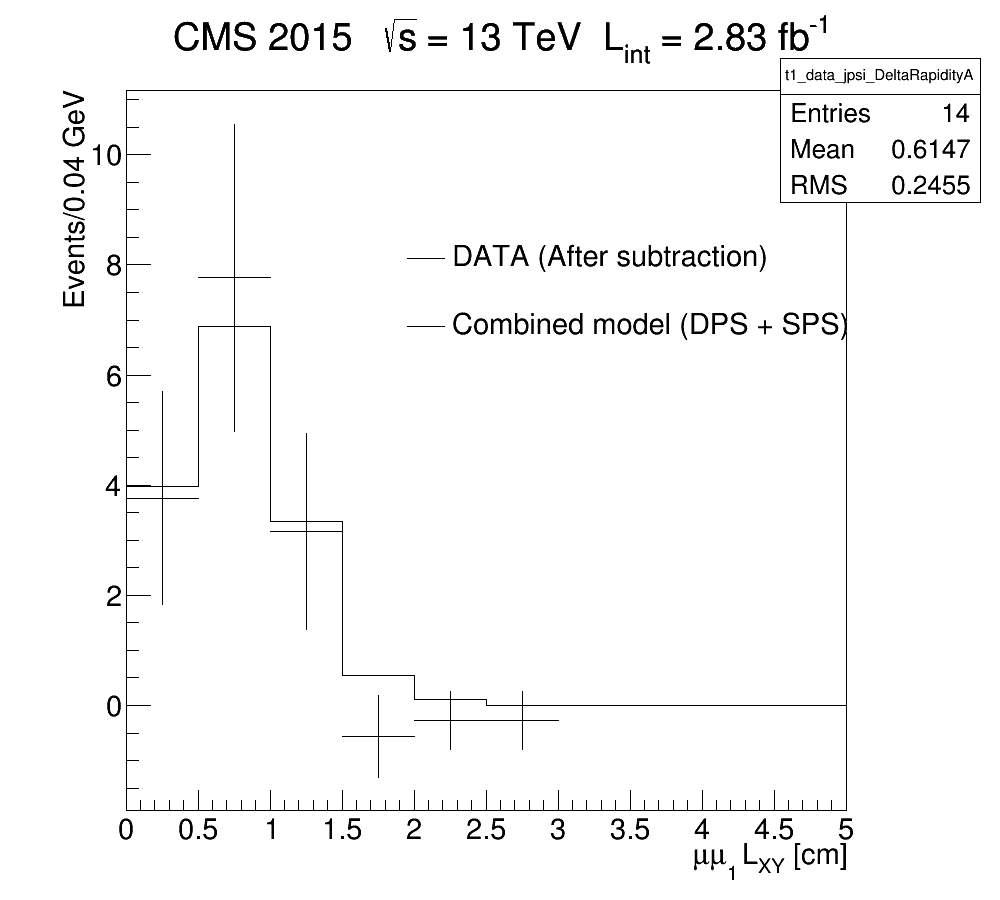 CMS 2015 √s = 13 TeV L_int = 2.83 fb^-1
t1_data_jpsi_DeltaRapidityA
Entries 14
Mean 0.6147
RMS 0.2455
Events/0.04 GeV
10
8
6
4
2
0
DATA (After subtraction)
Combined model (DPS + SPS)
0 0.5 1 1.5 2 2.5 3 3.5 4 4.5 5
μμ_1 L_XY [cm]